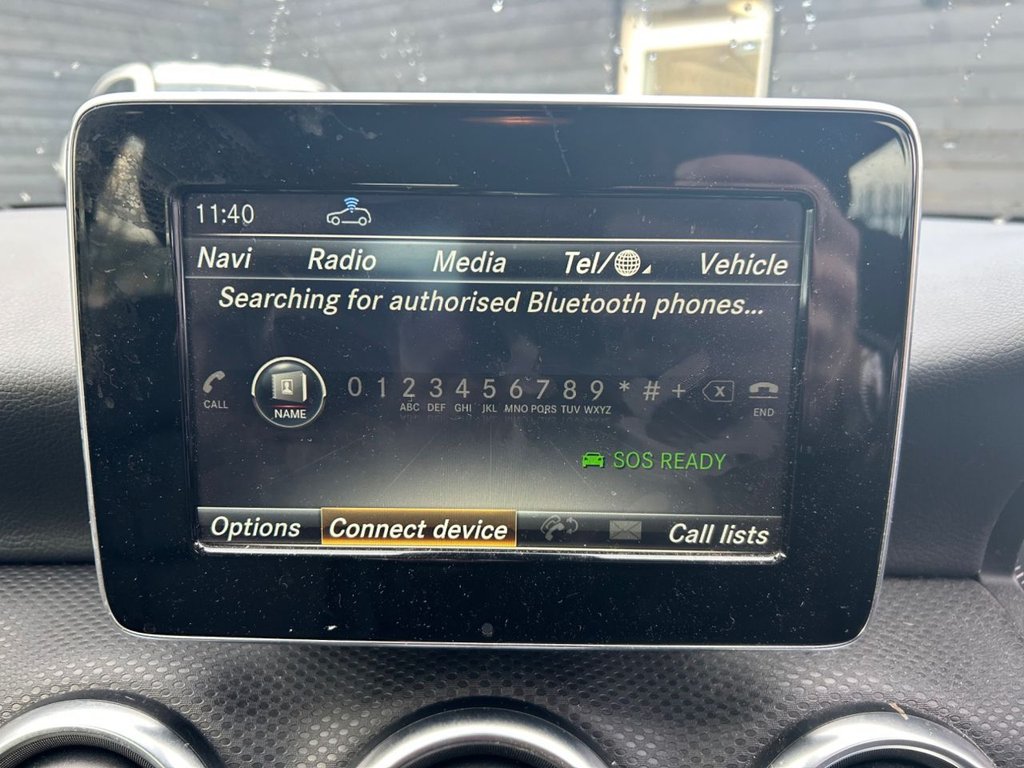 11:40
Navi Radio Media Tel/ Vehicle
Searching for authorised Bluetooth phones...
CALL NAME 0 1 2 3 4 5 6 7 8 9 * # + END
ABC DEF GHI JKL MNO PQRS TUV WXYZ
SOS READY
Options Connect device Call lists